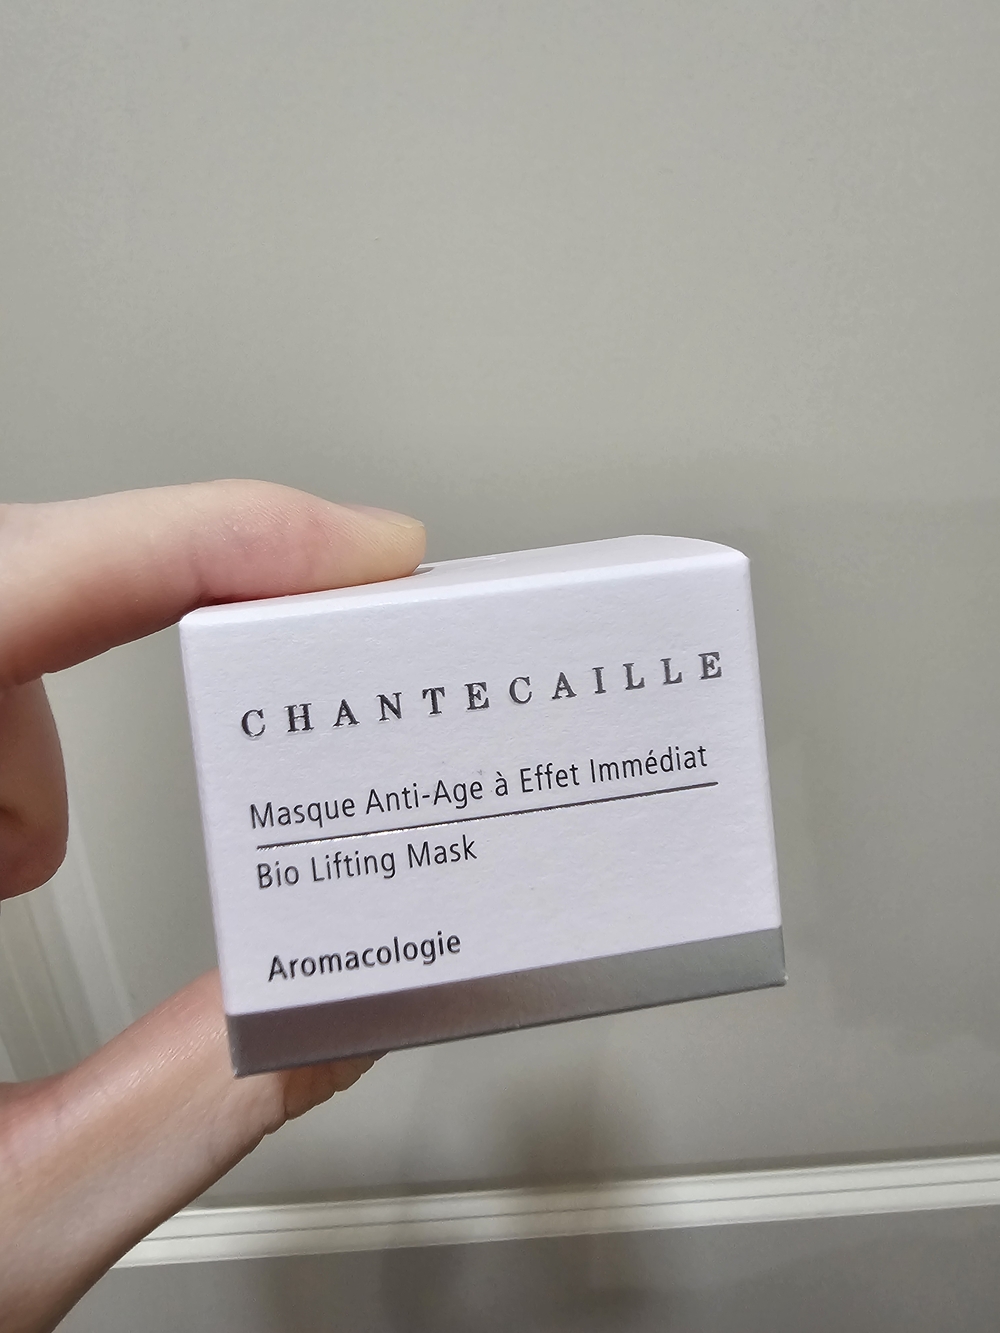 CHANTECAILLE
Masque Anti-Age à Effet Immédiat
Bio Lifting Mask
Aromacologie